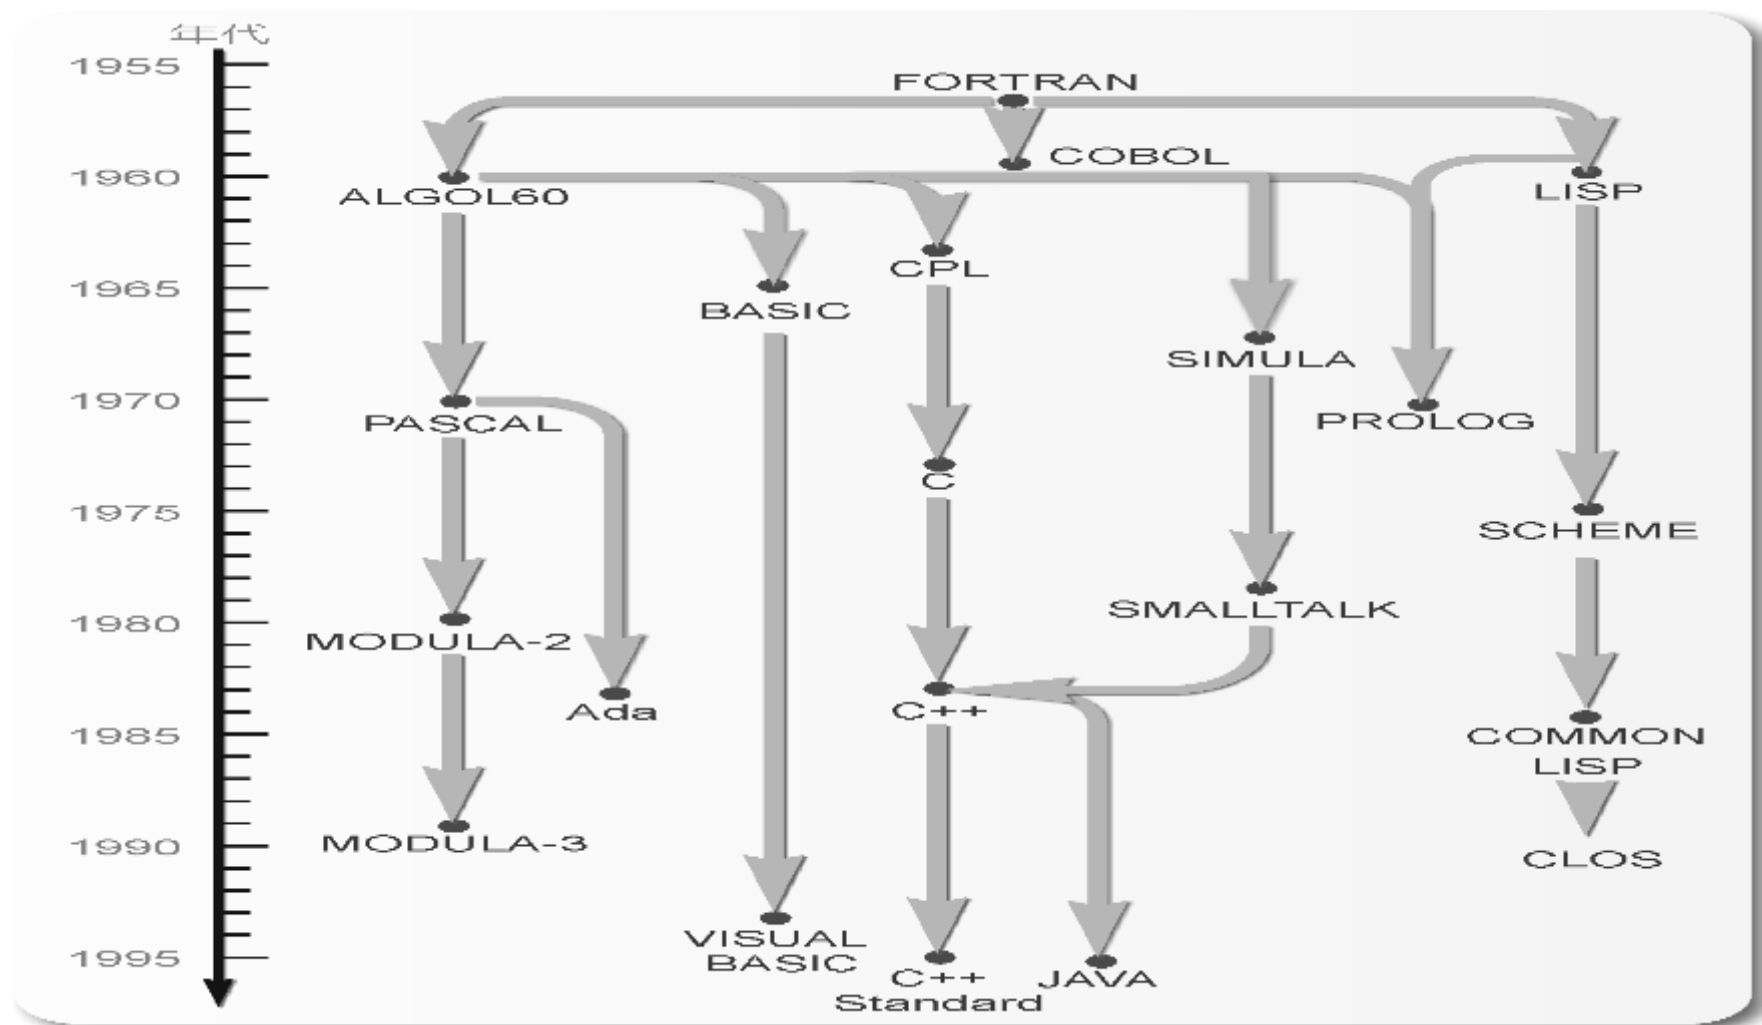 年代
1955
FORTRAN
COBOL
1960
ALGOL60
LISP
CPL
1965
BASIC
SIMULA
1970
PASCAL
PROLOG
C
1975
SCHEME
SMALLTALK
1980
MODULA-2
Ada
C++
1985
COMMON
LISP
1990
MODULA-3
CLOS
VISUAL
BASIC
1995
C++
Standard
JAVA